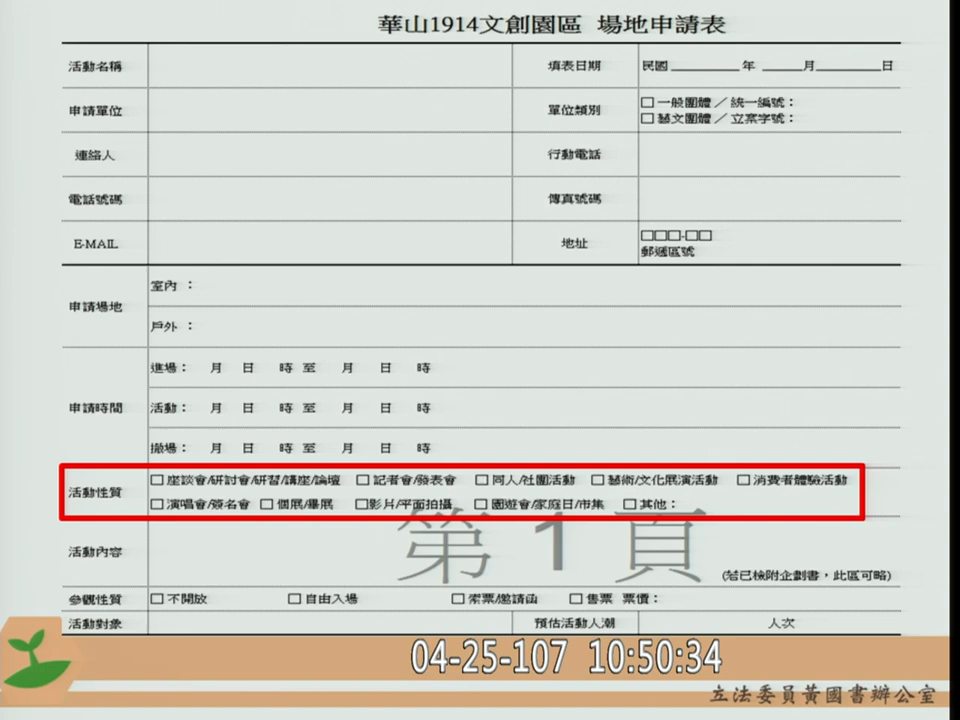 華山1914文創園區 場地申請表
活動名稱 填表日期 民國 年 月 日
申請單位 單位類別 □一般團體／統一編號：
□藝文團體／立案字號：
連絡人 行動電話
電話號碼 傳真號碼
E-MAIL 地址 □□□-□□
郵遞區號
申請場地 室內：
戶外：
申請時間 進場： 月 日 時 至 月 日 時
活動： 月 日 時 至 月 日 時
撤場： 月 日 時 至 月 日 時
活動性質 □座談會/研討會/研習/講座/論壇 □記者會/發表會 □同人/社團活動 □藝術/文化展演活動 □消費者體驗活動
□演唱會/簽名會 □個展/畢展 □影片/平面拍攝 □園遊會/家庭日/市集 □其他：
第 1 頁
活動內容
(若已檢附企劃書，此區可略)
參觀性質 □不開放 □自由入場 □索票/邀請函 □售票 票價：
活動對象 預估活動人潮 人次
04-25-107 10:50:34
立法委員黃國書辦公室